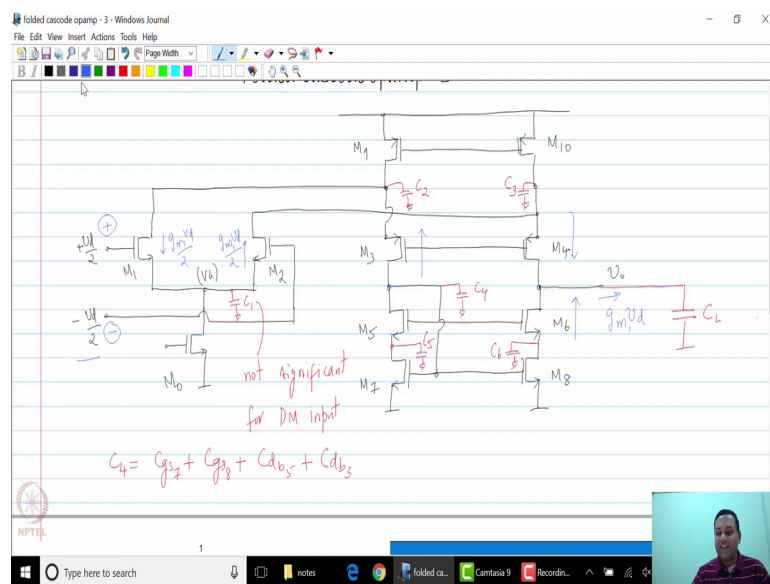 folded cascode opamp - 3 - Windows Journal
File Edit View Insert Actions Tools Help
Page Width
B I
M9
M10
C2
C3
+Vd/2
+
gm1Vd/2
gm1Vd/2
M1
M2
M3
M4
C1
C4
V0
gm1Vd
CL
- Vd/2
-
M0
M5
M6
C5
C6
M7
M8
not significant
for DM input
C4 = Cgs7 + Cgs8 + Cdb5 + Cdb3
NPTEL
1
Type here to search
notes
folded ca...
Camtasia 9
Recordin...